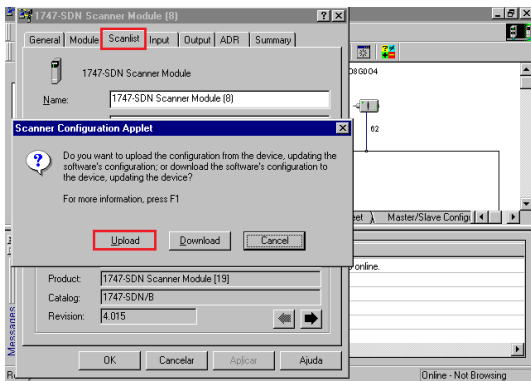 1747-SDN Scanner Module (8)
General Module Scanlist Input Output ADR Summary
1747-SDN Scanner Module
Name: 1747-SDN Scanner Module (8)
62
Scanner Configuration Applet
Do you want to upload the configuration from the device, updating the
software's configuration; or download the software's configuration to
the device, updating the device?
For more information, press F1
Upload Download Cancel
Master/Slave Config
online.
Product: 1747-SDN Scanner Module [19]
Catalog: 1747-SDN/B
Revision: 4.015
Messages
OK Cancelar Aplicar Ajuda
Online - Not Browsing